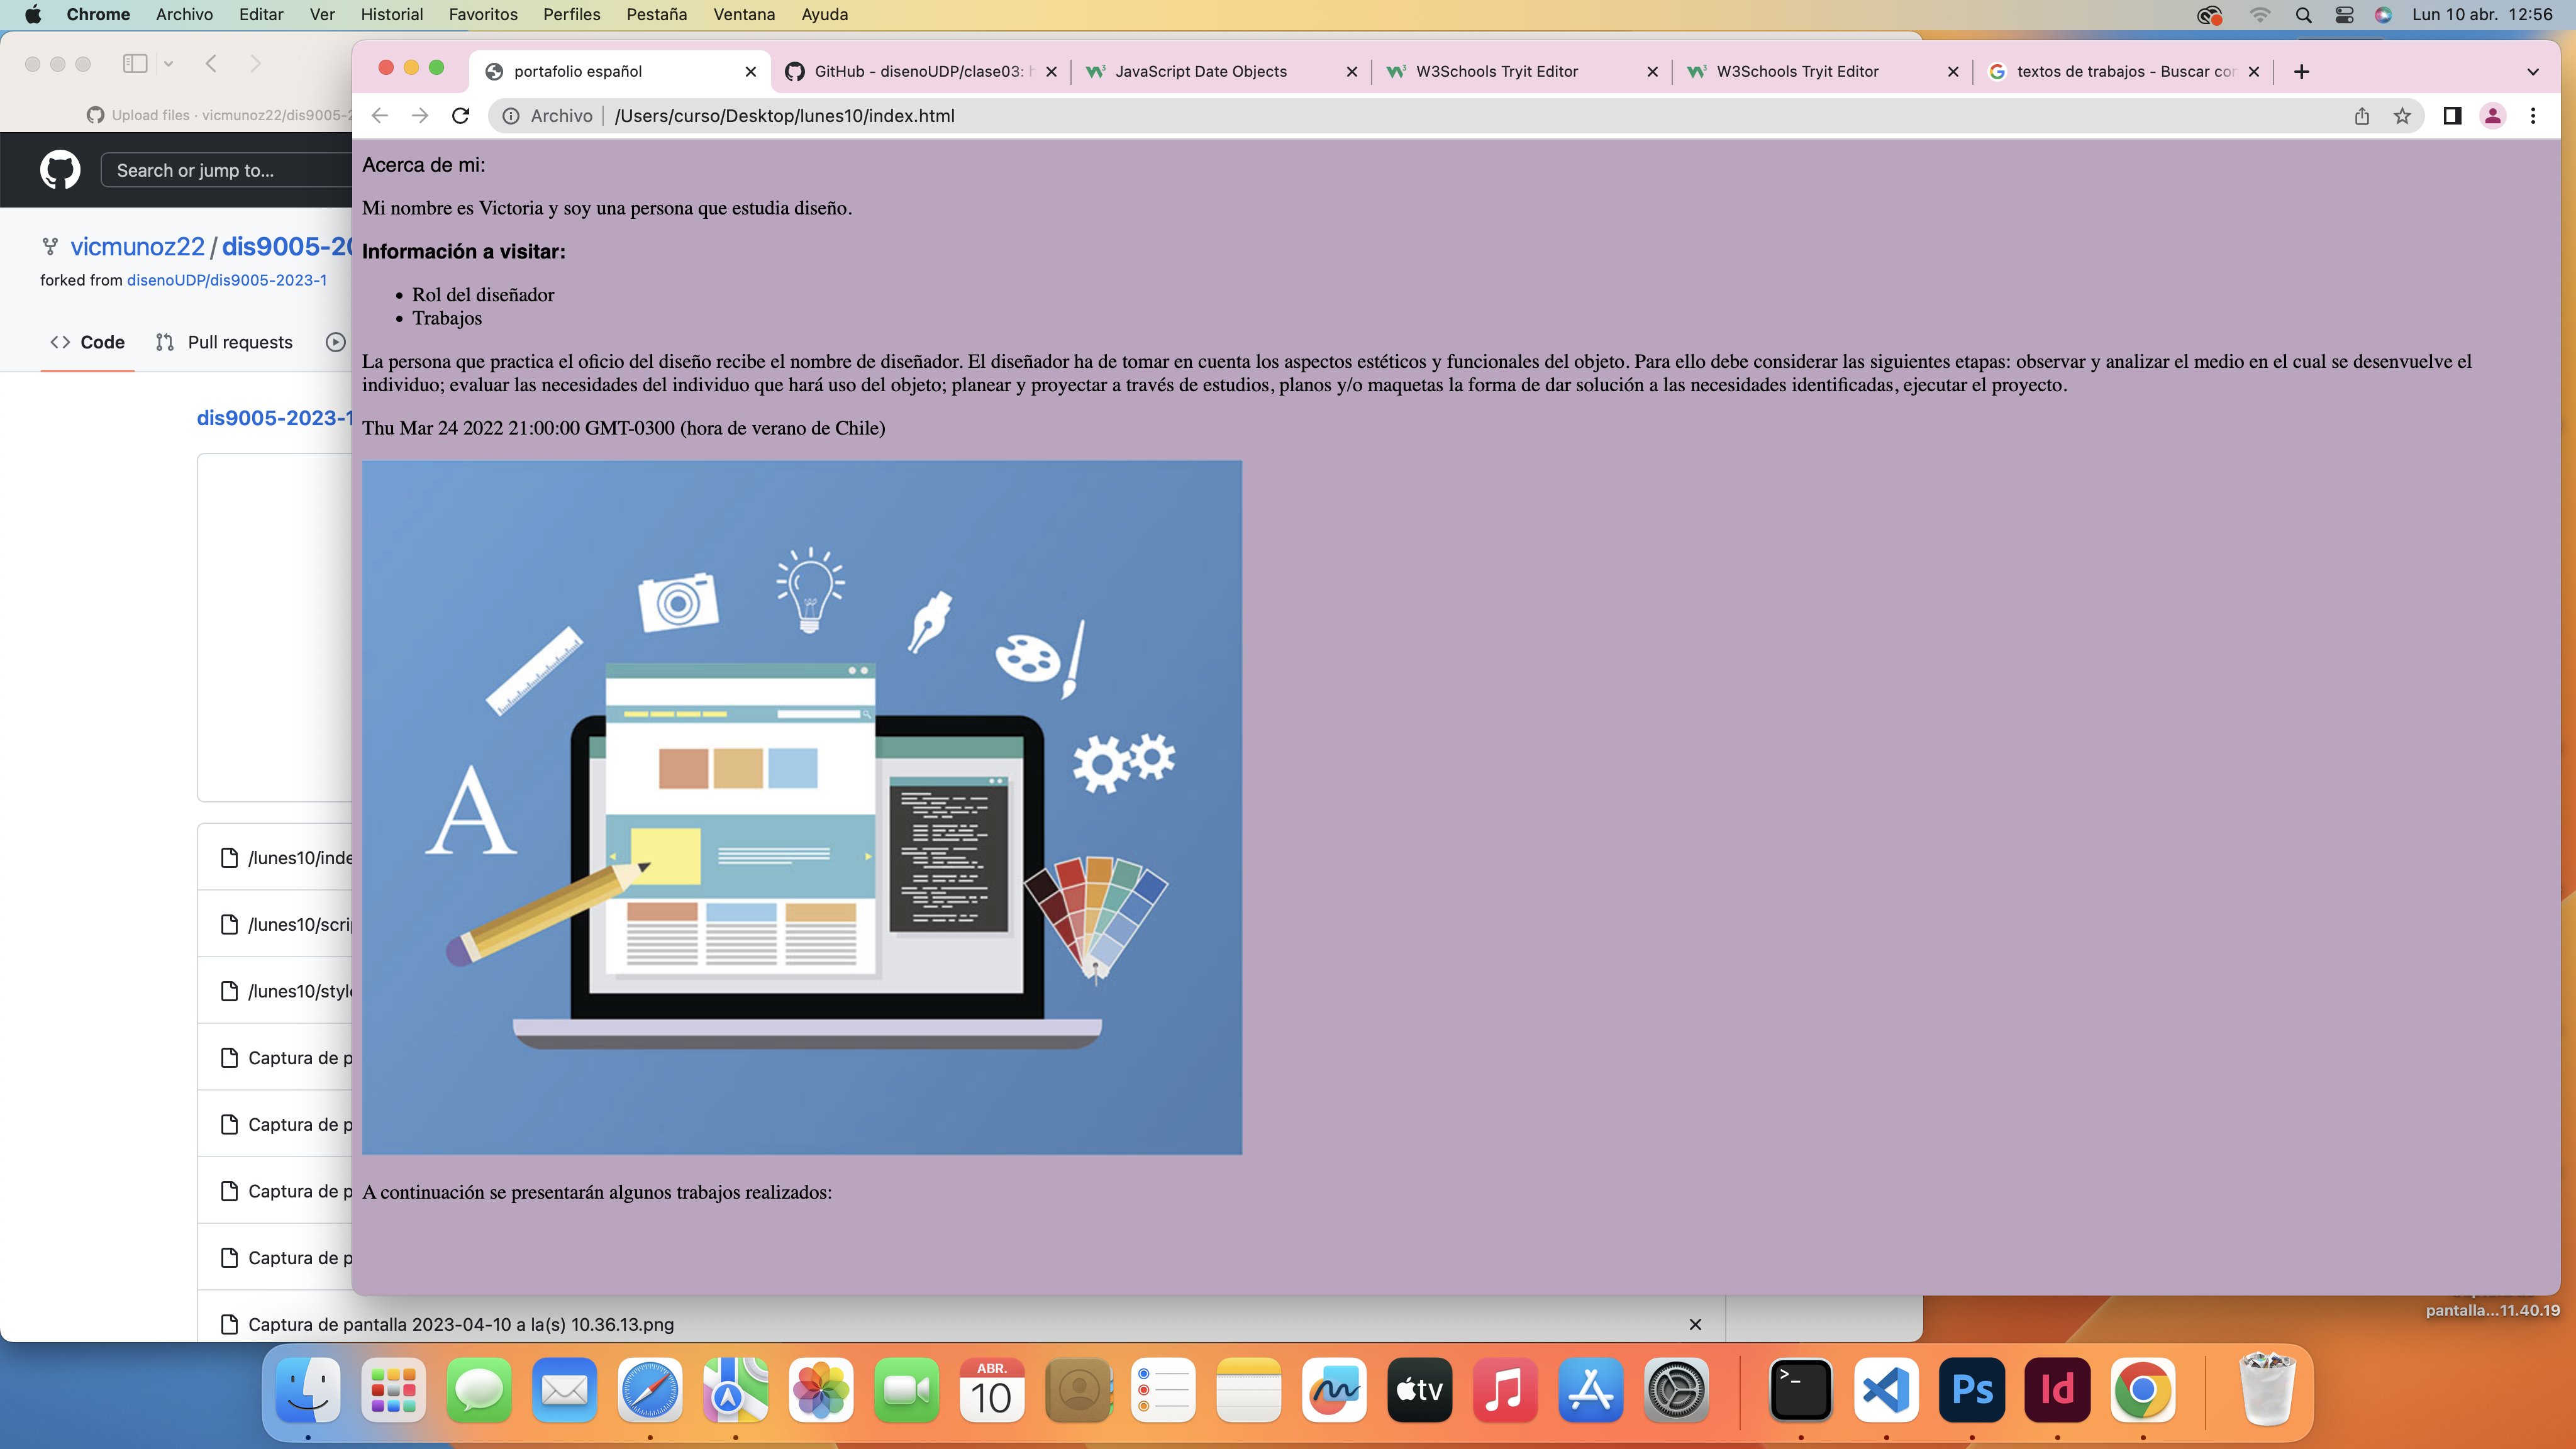 Chrome Archivo Editar Ver Historial Favoritos Perfiles Pestaña Ventana Ayuda Lun 10 abr. 12:56
portafolio español
GitHub - disenoUDP/clase03:
JavaScript Date Objects
W3Schools Tryit Editor
W3Schools Tryit Editor
textos de trabajos - Buscar
Archivo /Users/curso/Desktop/lunes10/index.html
Upload files · vicmunoz22/dis9005-2
Search or jump to...
vicmunoz22 / dis9005-20
forked from disenoUDP/dis9005-2023-1
Code Pull requests
dis9005-2023-1
/lunes10/inde
/lunes10/scri
/lunes10/style
Captura de p
Captura de p
Captura de p
Captura de p
Captura de pantalla 2023-04-10 a la(s) 10.36.13.png
Acerca de mi:
Mi nombre es Victoria y soy una persona que estudia diseño.
Información a visitar:
• Rol del diseñador
• Trabajos
La persona que practica el oficio del diseño recibe el nombre de diseñador. El diseñador ha de tomar en cuenta los aspectos estéticos y funcionales del objeto. Para ello debe considerar las siguientes etapas: observar y analizar el medio en el cual se desenvuelve el
individuo; evaluar las necesidades del individuo que hará uso del objeto; planear y proyectar a través de estudios, planos y/o maquetas la forma de dar solución a las necesidades identificadas, ejecutar el proyecto.
Thu Mar 24 2022 21:00:00 GMT-0300 (hora de verano de Chile)
A
A continuación se presentarán algunos trabajos realizados:
pantalla...11.40.19
ABR.
10
tv
Ps
Id